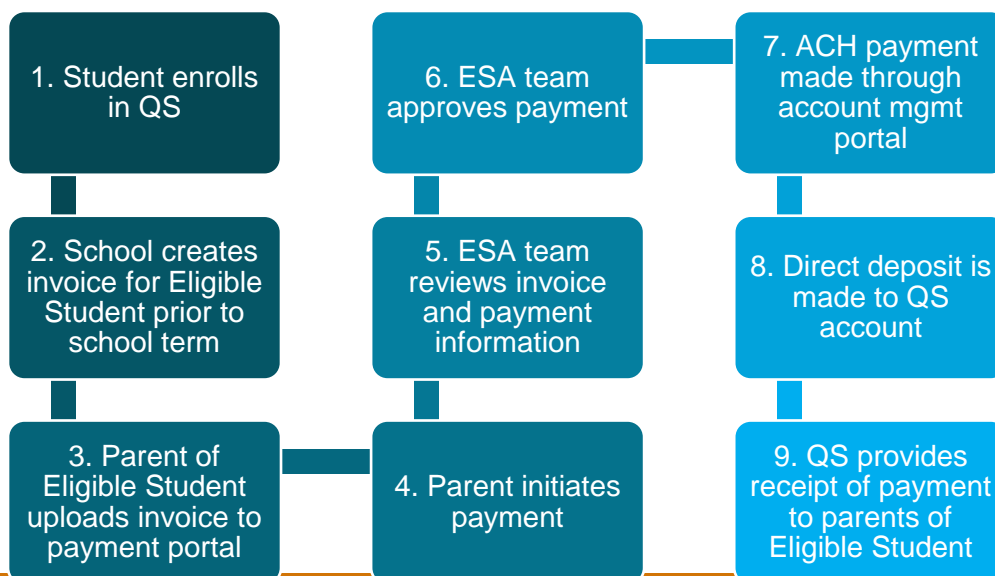 1. Student enrolls
in QS
2. School creates
invoice for Eligible
Student prior to
school term
3. Parent of
Eligible Student
uploads invoice to
payment portal
4. Parent initiates
payment
5. ESA team
reviews invoice
and payment
information
6. ESA team
approves payment
7. ACH payment
made through
account mgmt
portal
8. Direct deposit is
made to QS
account
9. QS provides
receipt of payment
to parents of
Eligible Student